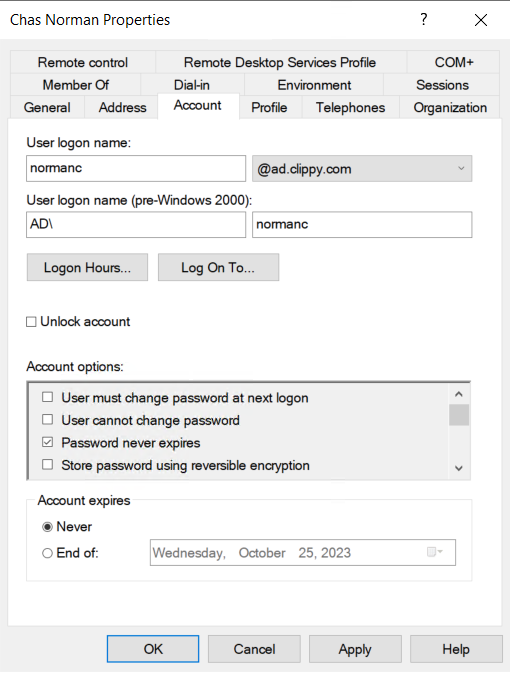 Chas Norman Properties ?
Remote control Remote Desktop Services Profile COM+
Member Of Dial-in Environment Sessions
General Address Account Profile Telephones Organization
User logon name:
normanc @ad.clippy.com
User logon name (pre-Windows 2000):
AD\ normanc
Logon Hours... Log On To...
Unlock account
Account options:
User must change password at next logon
User cannot change password
Password never expires
Store password using reversible encryption
Account expires
Never
End of: Wednesday, October 25, 2023
OK Cancel Apply Help